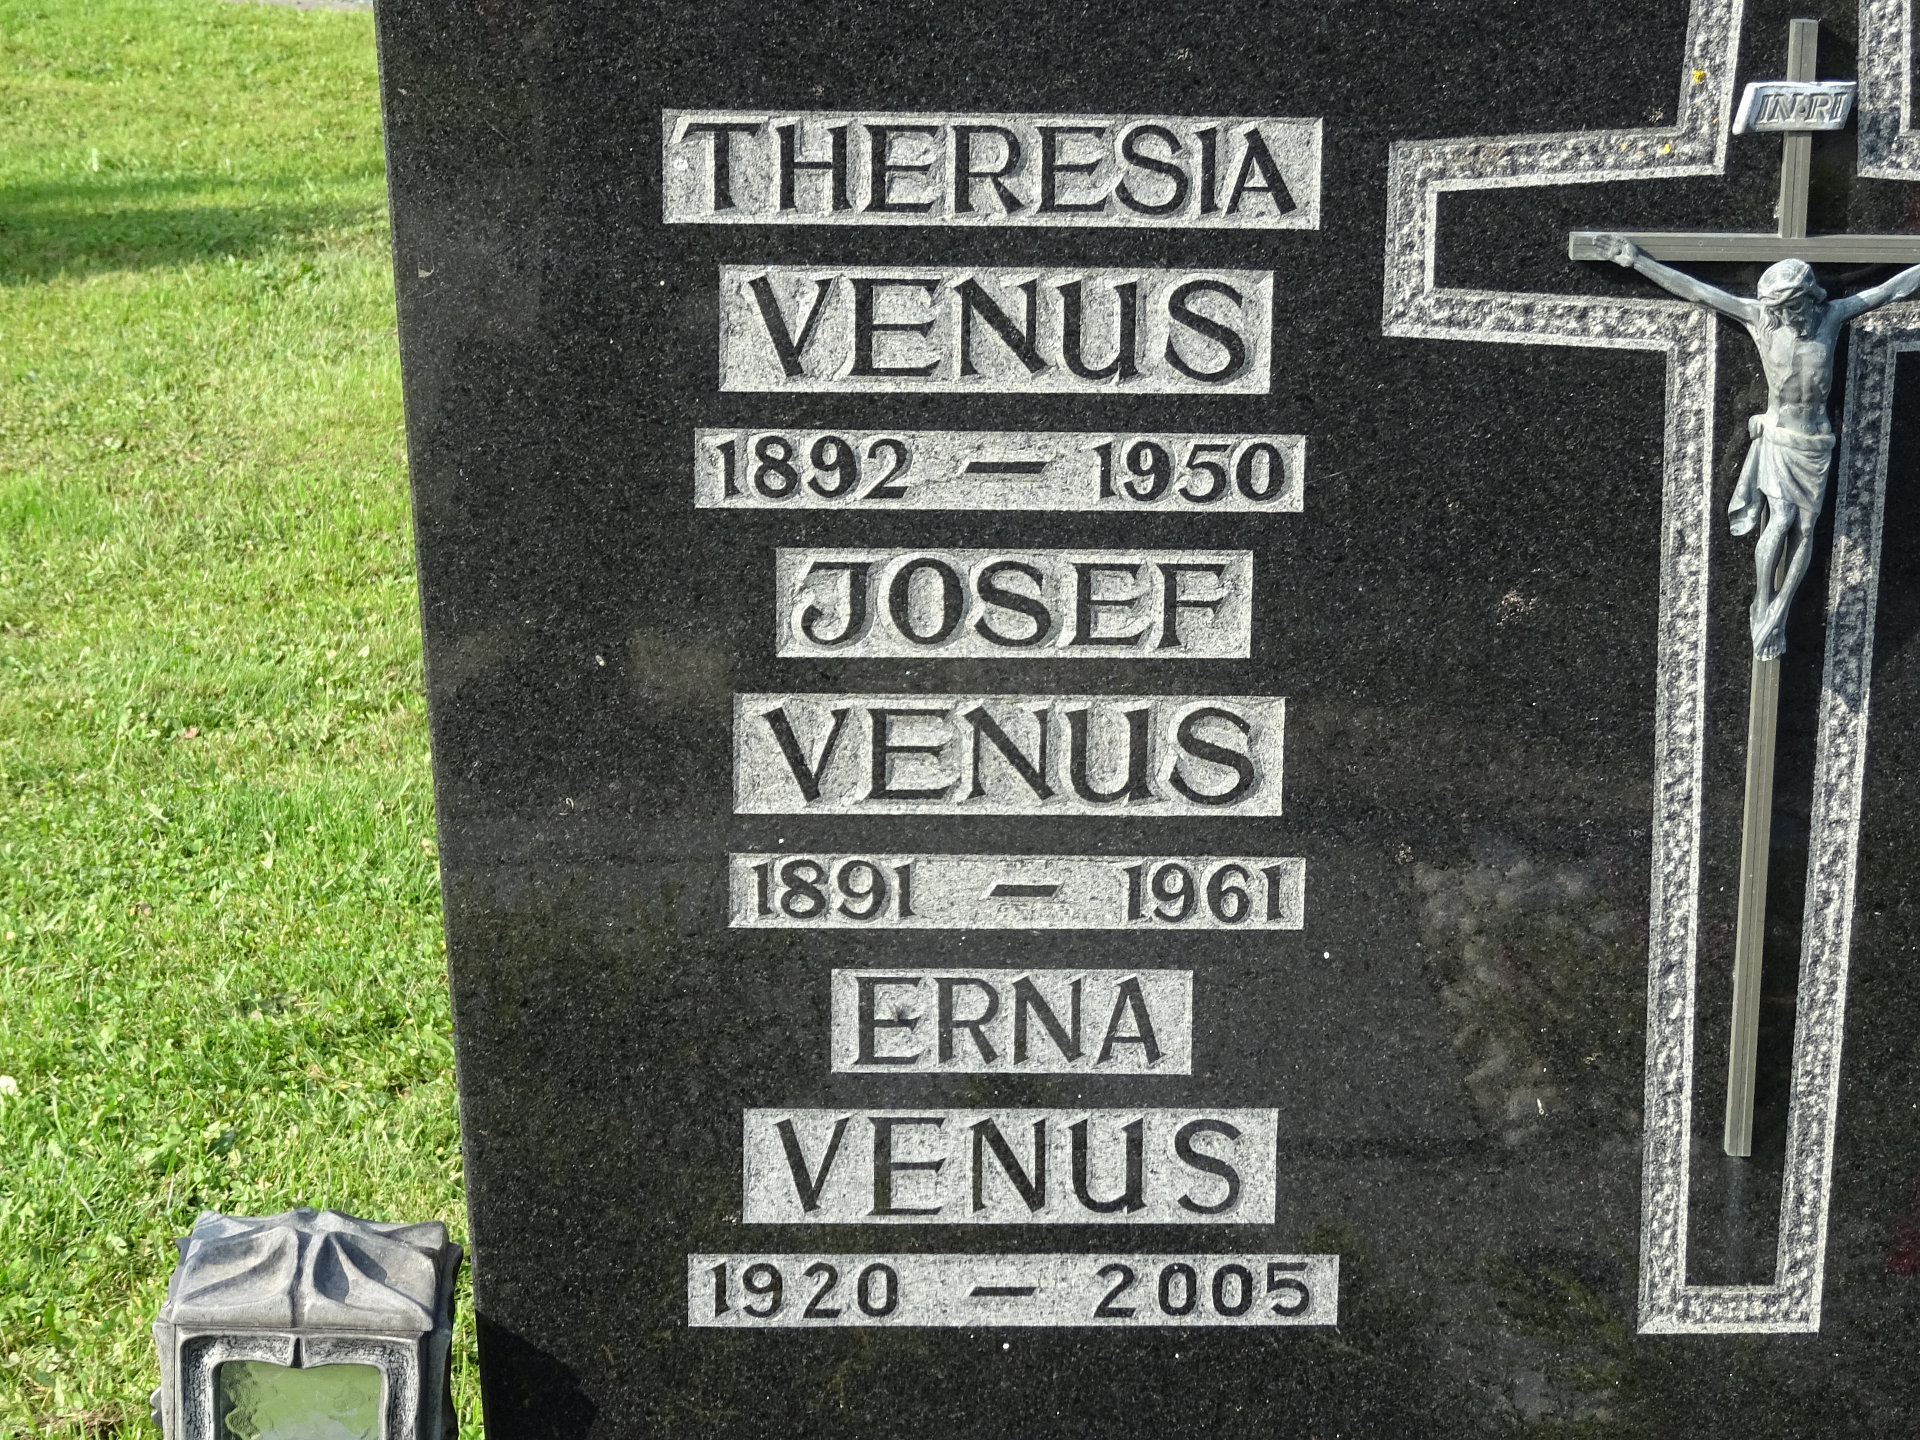 THERESIA
VENUS
1892 – 1950
JOSEF
VENUS
1891 – 1961
ERNA
VENUS
1920 – 2005
INRI